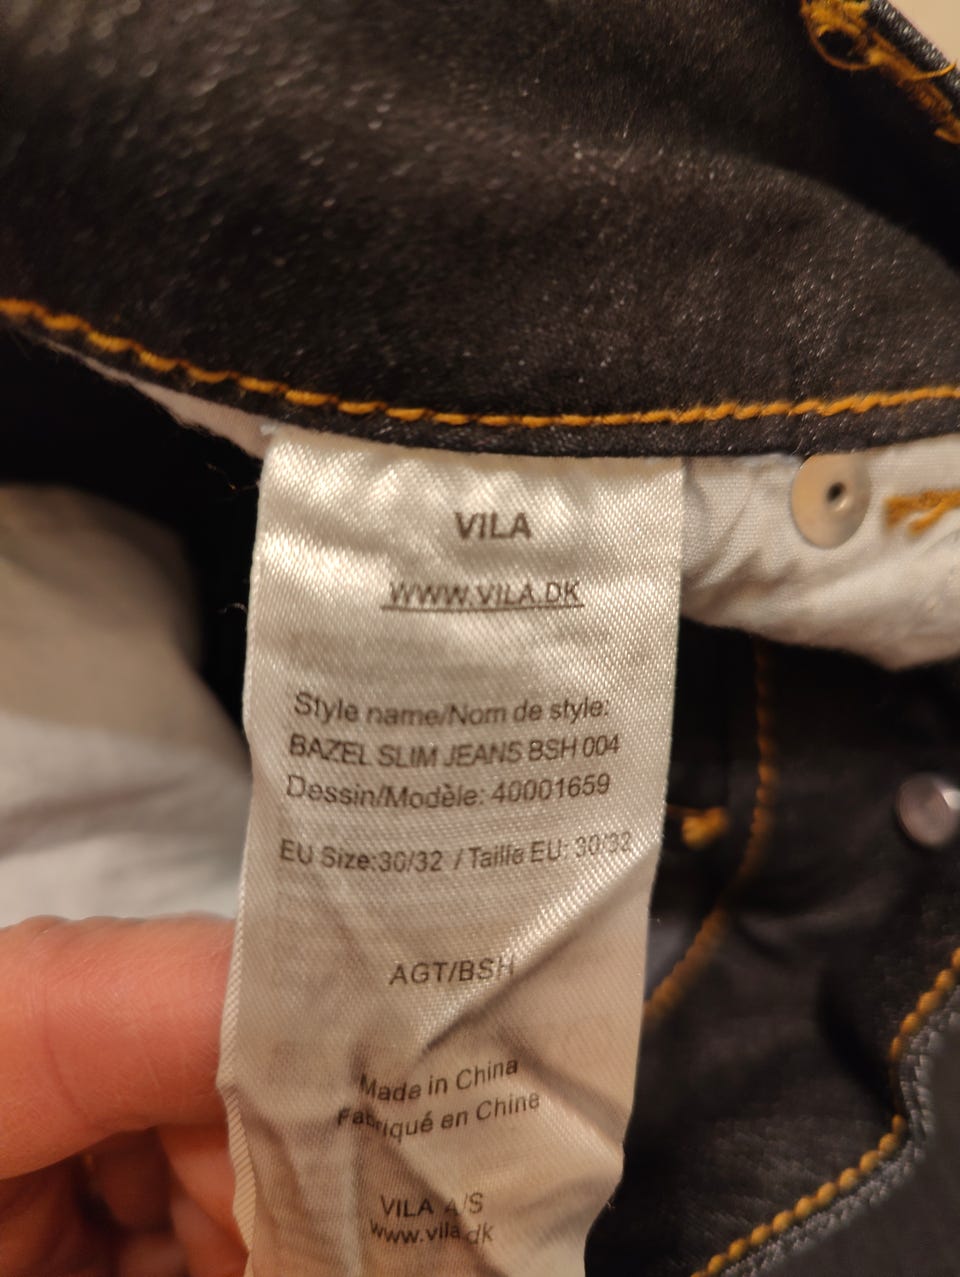 VILA
WWW.VILA.DK
Style name/Nom de style:
BAZEL SLIM JEANS BSH 004
Dessin/Modèle: 40001659
EU Size:30/32 / Taille EU: 30/32
AGT/BSH
Made in China
Fabriqué en Chine
VILA A/S
www.vila.dk